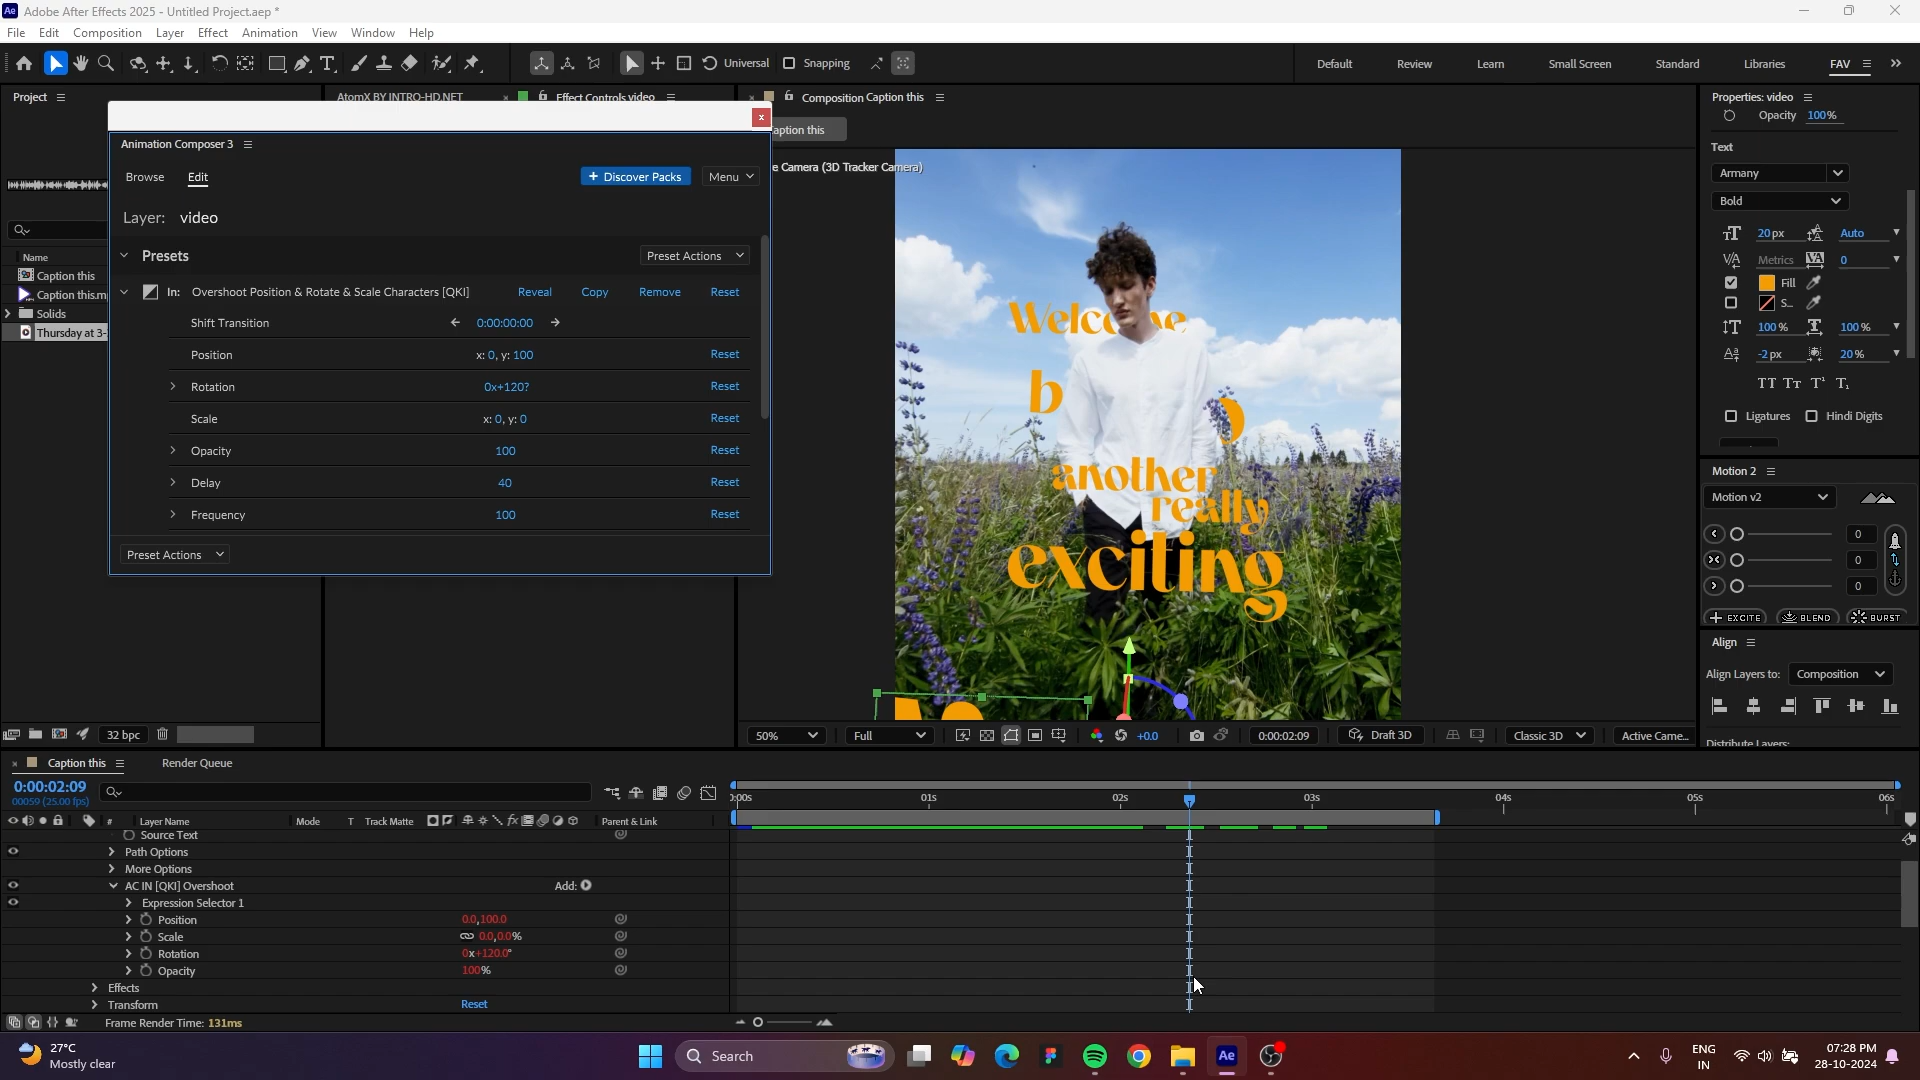 Adobe After Effects 2025 - Untitled Project.aep *
File Edit Composition Layer Effect Animation View Window Help
Universal Snapping Default Review Learn Small Screen Standard Libraries FAV
Project
AtomX BY INTRO-HD.NET Effect Controls video
Composition Caption this
Properties: video
aption this
Opacity 100%
e Camera (3D Tracker Camera)
Animation Composer 3
Browse Edit
+ Discover Packs Menu
Layer: video
Presets Preset Actions
In: Overshoot Position & Rotate & Scale Characters [QKI] Reveal Copy Remove Reset
Shift Transition 0:00:00:00
Position x: 0, y: 100 Reset
Rotation 0x+120? Reset
Scale x: 0, y: 0 Reset
Opacity 100 Reset
Delay 40 Reset
Frequency 100 Reset
Preset Actions
Name
Caption this
Caption this.m
Solids
Thursday at 3-
32 bpc
Welcome
b
another
really
exciting
Text
Armany
Bold
20 px Auto
Metrics 0
Fill
S...
100 % 100 %
-2 px 20 %
Ligatures Hindi Digits
Motion 2
Motion v2
0
0
0
EXCITE BLEND BURST
Align
Align Layers to: Composition
Distribute Layers:
50% Full +0.0 0:00:02:09 Draft 3D Classic 3D Active Came...
Caption this Render Queue
0:00:02:09
00059 (25.00 fps)
0:00s 01s 02s 03s 04s 05s 06s
# Layer Name Mode T Track Matte Parent & Link
Source Text
Path Options
More Options
AC IN [QKI] Overshoot Add:
Expression Selector 1
Position 0.0,100.0
Scale 0.0,0.0%
Rotation 0x+120.0°
Opacity 100%
Effects
Transform Reset
Frame Render Time: 131ms
27°C
Mostly clear
Search
ENG
IN
07:28 PM
28-10-2024